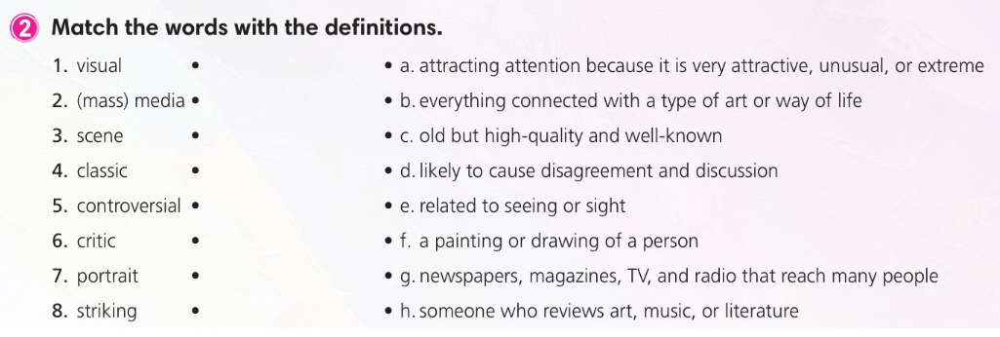 2 Match the words with the definitions.
1. visual • • a. attracting attention because it is very attractive, unusual, or extreme
2. (mass) media • • b. everything connected with a type of art or way of life
3. scene • • c. old but high-quality and well-known
4. classic • • d. likely to cause disagreement and discussion
5. controversial • • e. related to seeing or sight
6. critic • • f. a painting or drawing of a person
7. portrait • • g. newspapers, magazines, TV, and radio that reach many people
8. striking • • h. someone who reviews art, music, or literature